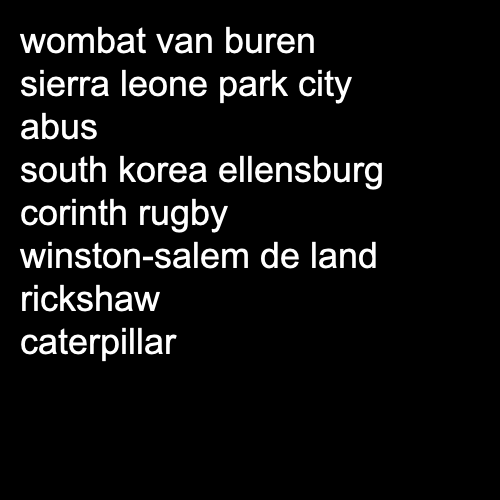 wombat van buren
sierra leone park city
abus
south korea ellensburg
corinth rugby
winston-salem de land
rickshaw
caterpillar